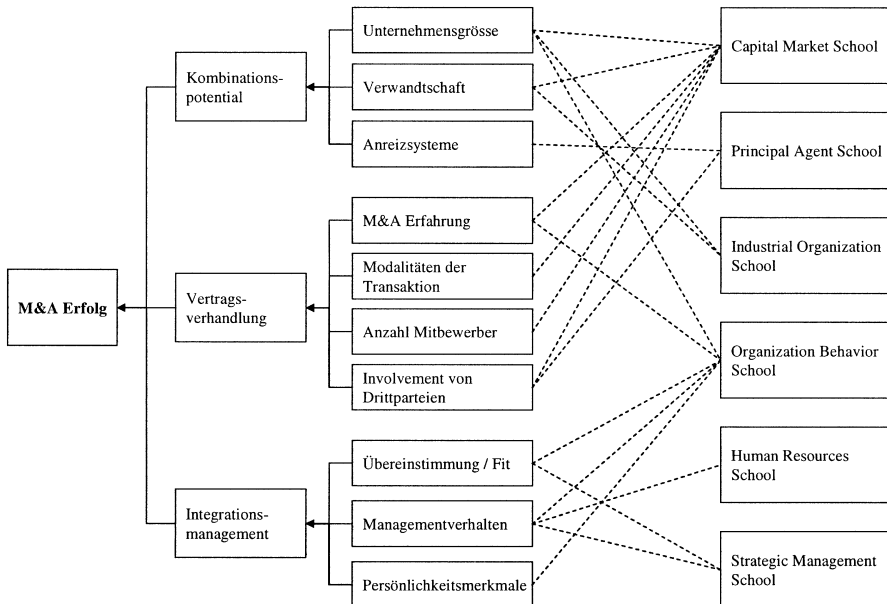 M&A Erfolg
Kombinations-
potential
Vertrags-
verhandlung
Integrations-
management
Unternehmensgrösse
Verwandtschaft
Anreizsysteme
M&A Erfahrung
Modalitäten der
Transaktion
Anzahl Mitbewerber
Involvement von
Drittparteien
Übereinstimmung / Fit
Managementverhalten
Persönlichkeitsmerkmale
Capital Market School
Principal Agent School
Industrial Organization
School
Organization Behavior
School
Human Resources
School
Strategic Management
School